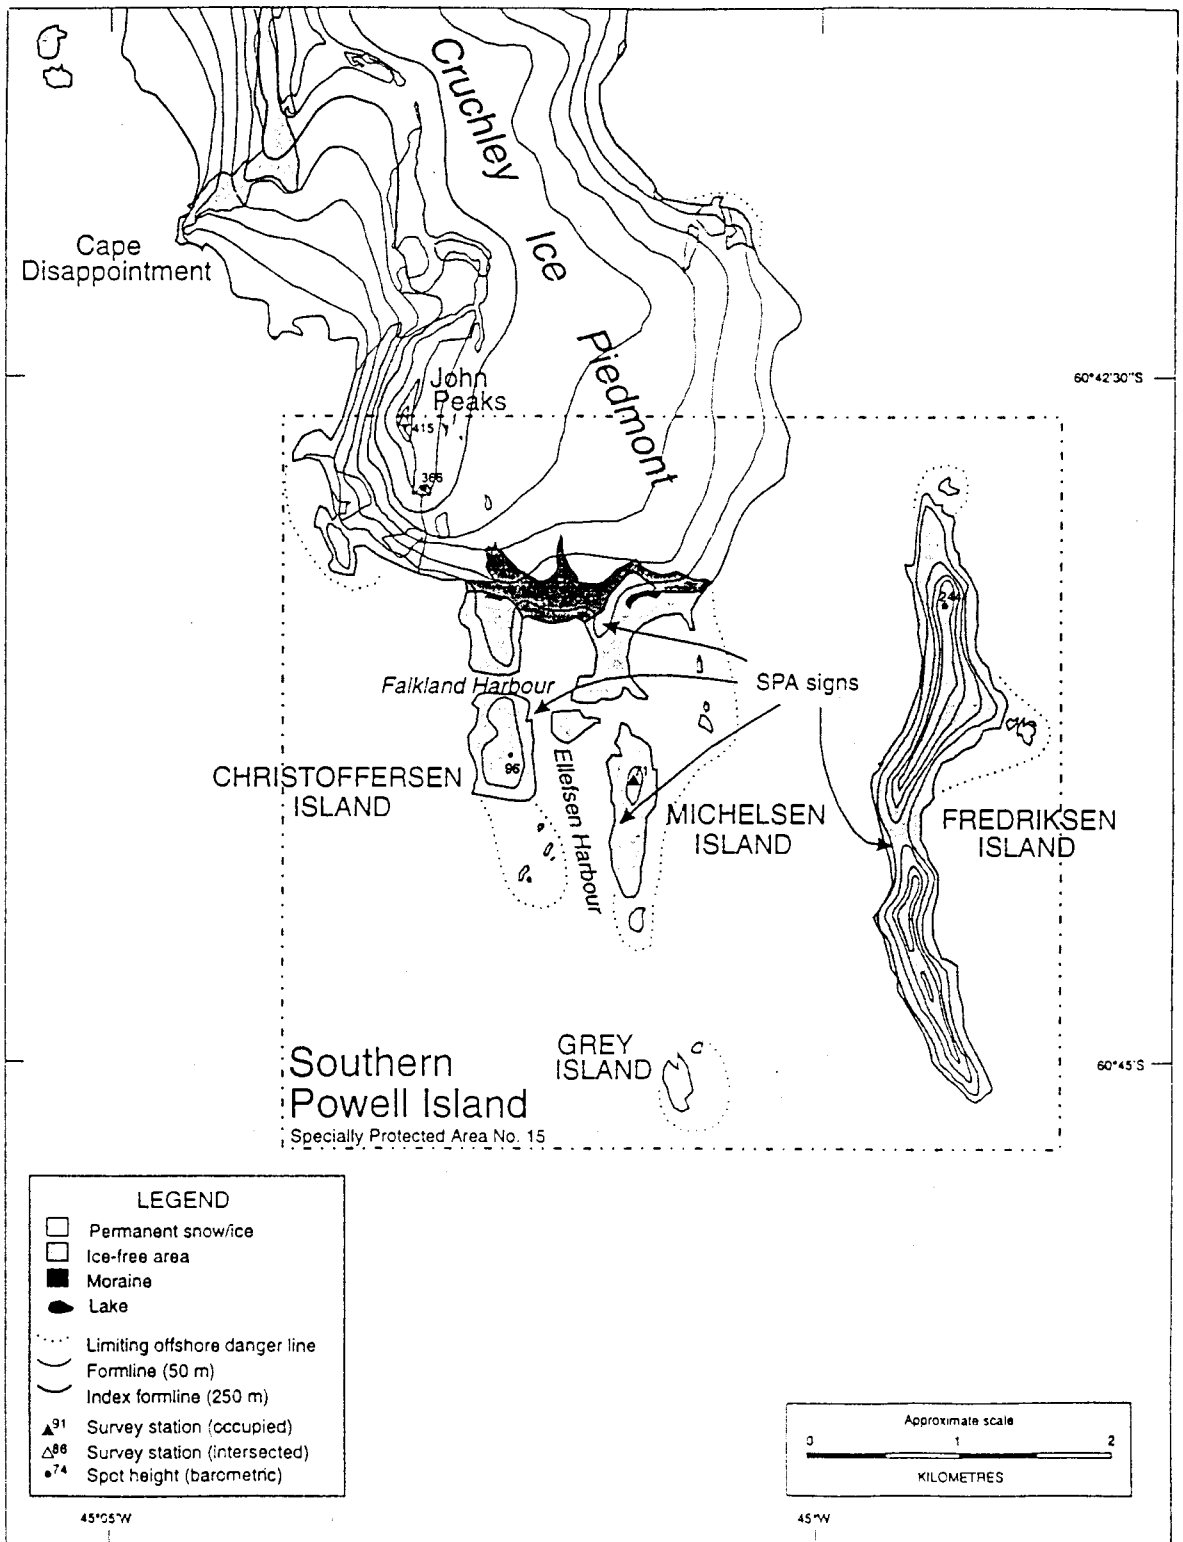 Cruchley
Ice
Piedmont
Cape
Disappointment
60°42'30"S
John
Peaks
415
366
244
SPA signs
Falkland Harbour
96
Ellefsen Harbour
CHRISTOFFERSEN
ISLAND
MICHELSEN
ISLAND
FREDRIKSEN
ISLAND
GREY
ISLAND
60°45'S
Southern
Powell Island
Specially Protected Area No. 15
LEGEND
Permanent snow/ice
Ice-free area
Moraine
Lake
Limiting offshore danger line
Formline (50 m)
Index formline (250 m)
91 Survey station (occupied)
86 Survey station (intersected)
74 Spot height (barometric)
Approximate scale
0 1 2
KILOMETRES
45°05'W
45°W